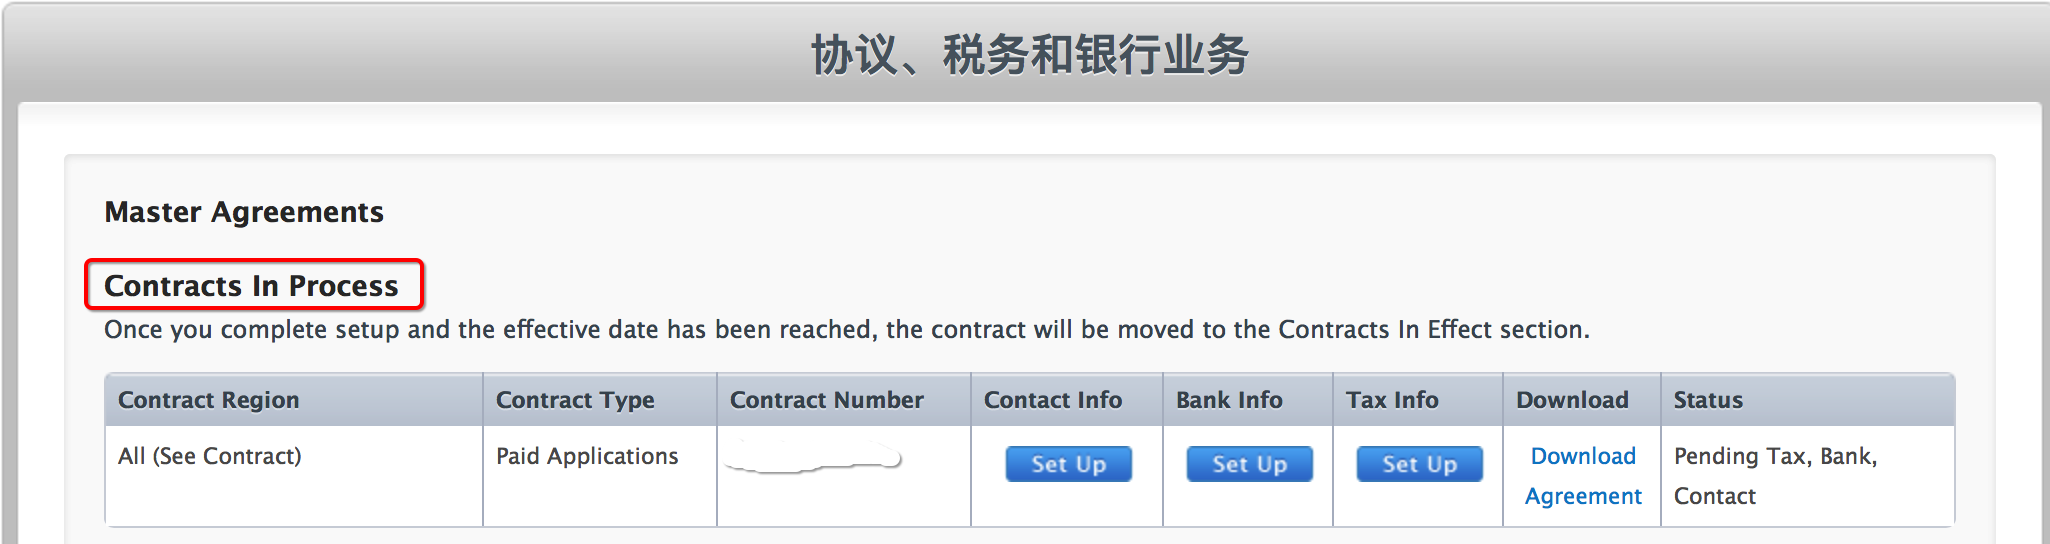 协议、税务和银行业务
Master Agreements
Contracts In Process
Once you complete setup and the effective date has been reached, the contract will be moved to the Contracts In Effect section.
Contract Region Contract Type Contract Number Contact Info Bank Info Tax Info Download Status
All (See Contract) Paid Applications Set Up Set Up Set Up Download Pending Tax, Bank,
Agreement Contact